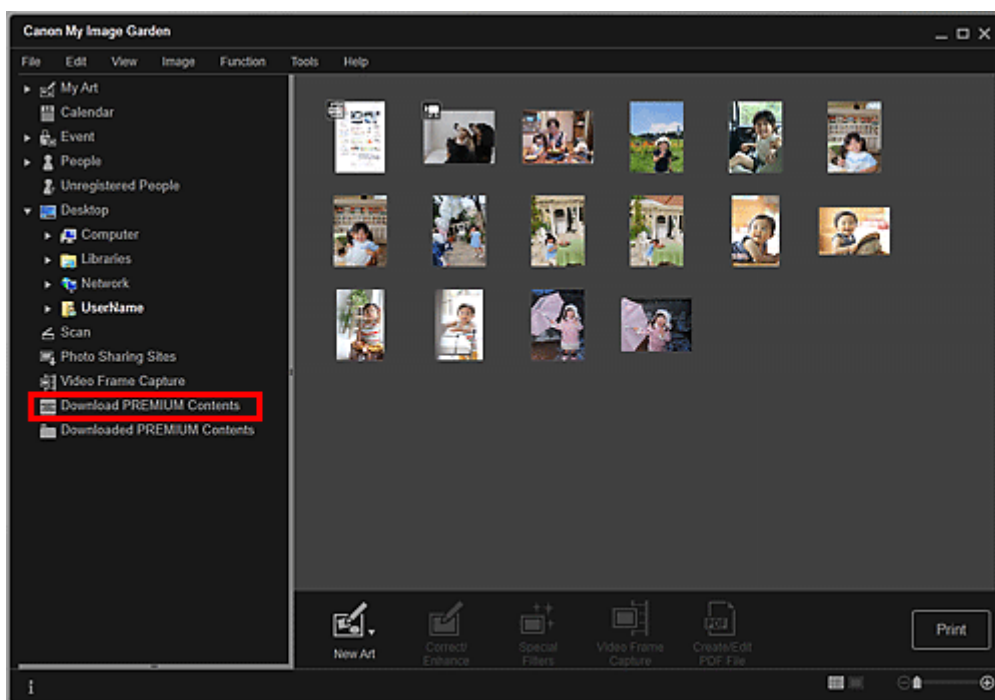 Canon My Image Garden
File Edit View Image Function Tools Help
My Art
Calendar
Event
People
Unregistered People
Desktop
Computer
Libraries
Network
UserName
Scan
Photo Sharing Sites
Video Frame Capture
Download PREMIUM Contents
Downloaded PREMIUM Contents
New Art
Correct/
Enhance
Special
Filters
Video Frame
Capture
PDF
Create/Edit
PDF File
Print